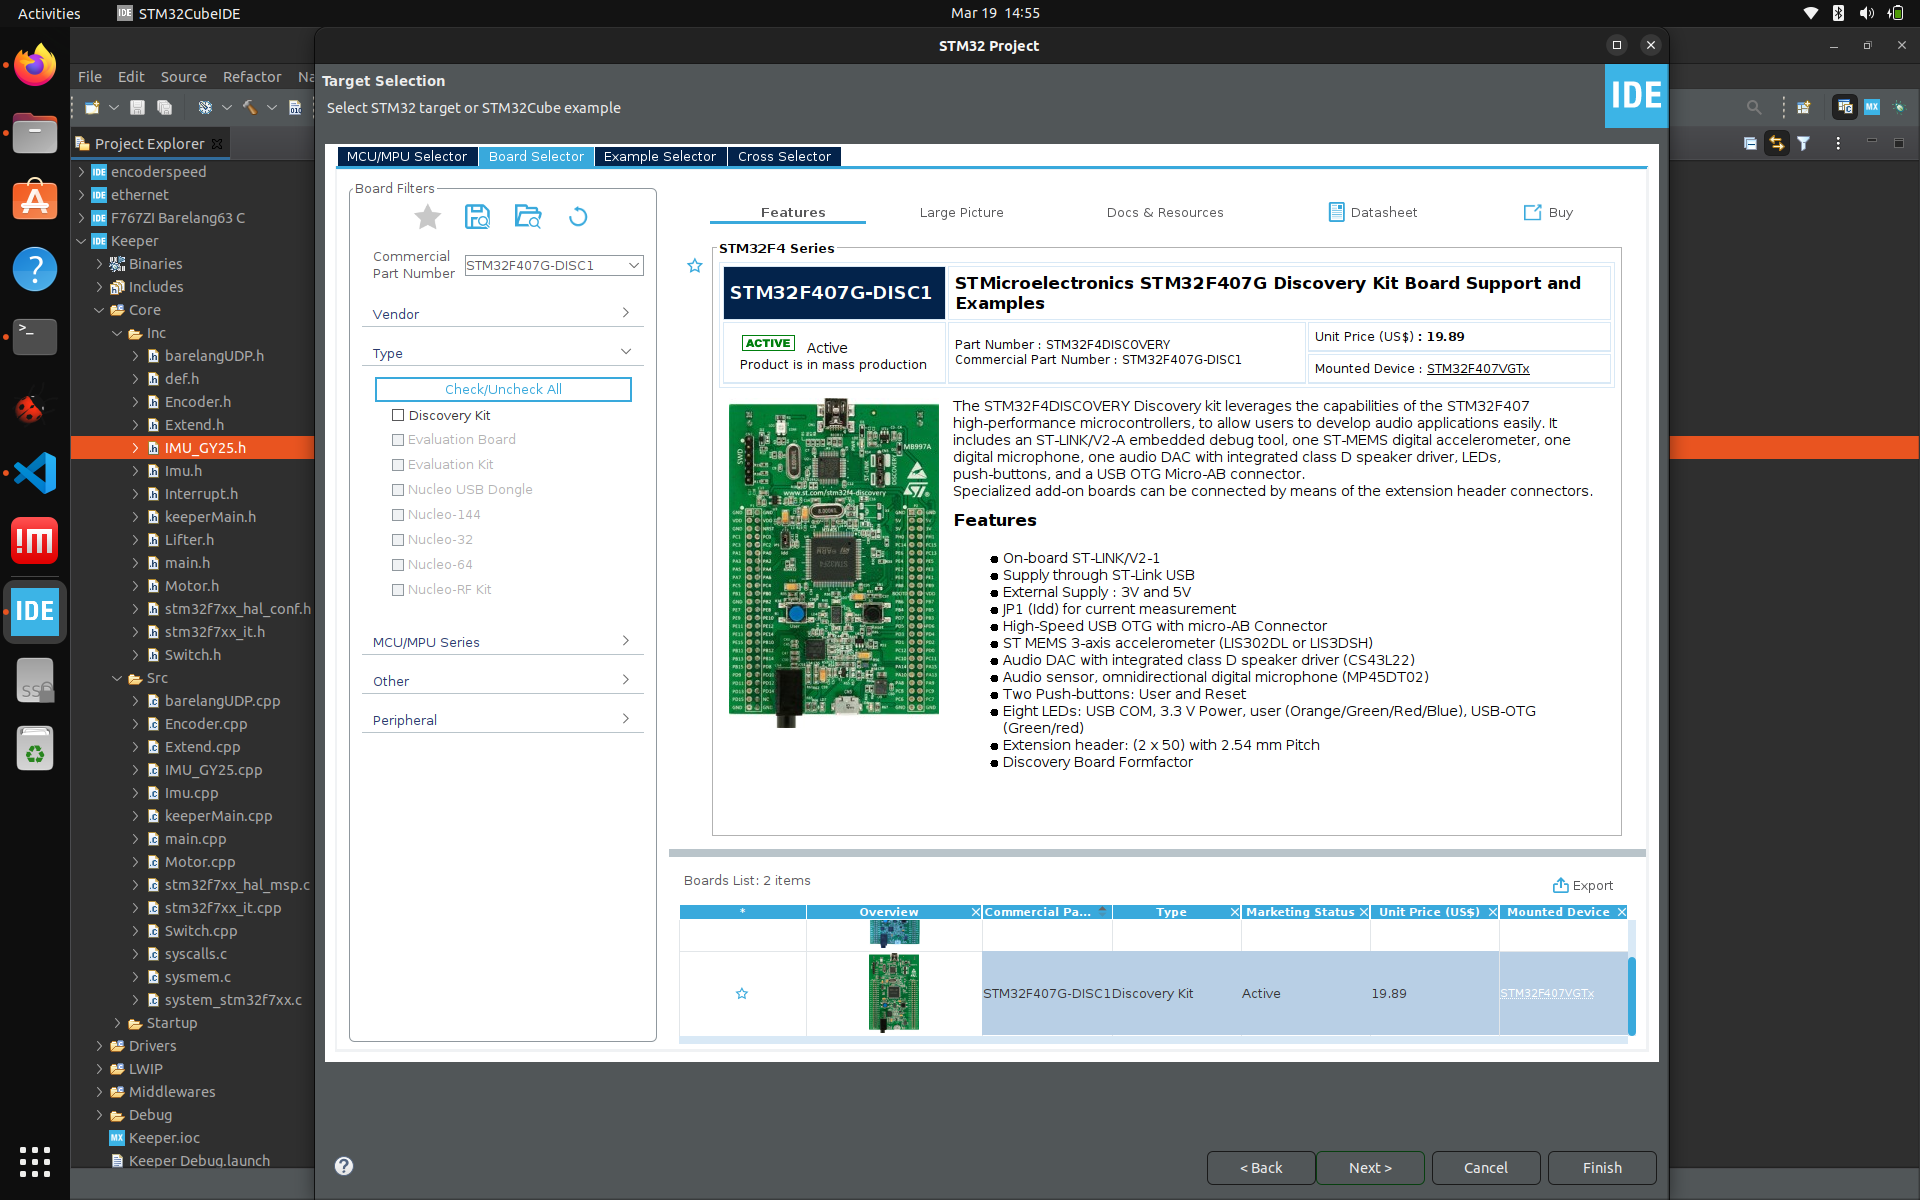 Activities
STM32CubeIDE
Mar 19 14:55
STM32 Project
File Edit Source Refactor Na
Target Selection
Select STM32 target or STM32Cube example
IDE
Project Explorer
encoderspeed
ethernet
F767ZI Barelang63 C
Keeper
Binaries
Includes
Core
Inc
barelangUDP.h
def.h
Encoder.h
Extend.h
IMU_GY25.h
Imu.h
Interrupt.h
keeperMain.h
Lifter.h
main.h
Motor.h
stm32f7xx_hal_conf.h
stm32f7xx_it.h
Switch.h
Src
barelangUDP.cpp
Encoder.cpp
Extend.cpp
IMU_GY25.cpp
Imu.cpp
keeperMain.cpp
main.cpp
Motor.cpp
stm32f7xx_hal_msp.c
stm32f7xx_it.cpp
Switch.cpp
syscalls.c
sysmem.c
system_stm32f7xx.c
Startup
Drivers
LWIP
Middlewares
Debug
Keeper.ioc
Keeper Debug.launch
MCU/MPU Selector
Board Selector
Example Selector
Cross Selector
Board Filters
Commercial
Part Number
STM32F407G-DISC1
Vendor
Type
Check/Uncheck All
Discovery Kit
Evaluation Board
Evaluation Kit
Nucleo USB Dongle
Nucleo-144
Nucleo-32
Nucleo-64
Nucleo-RF Kit
MCU/MPU Series
Other
Peripheral
Features
Large Picture
Docs & Resources
Datasheet
Buy
STM32F4 Series
STM32F407G-DISC1
STMicroelectronics STM32F407G Discovery Kit Board Support and
Examples
ACTIVE Active
Product is in mass production
Part Number : STM32F4DISCOVERY
Commercial Part Number : STM32F407G-DISC1
Unit Price (US$) : 19.89
Mounted Device : STM32F407VGTx
The STM32F4DISCOVERY Discovery kit leverages the capabilities of the STM32F407
high-performance microcontrollers, to allow users to develop audio applications easily. It
includes an ST-LINK/V2-A embedded debug tool, one ST-MEMS digital accelerometer, one
digital microphone, one audio DAC with integrated class D speaker driver, LEDs,
push-buttons, and a USB OTG Micro-AB connector.
Specialized add-on boards can be connected by means of the extension header connectors.
Features
On-board ST-LINK/V2-1
Supply through ST-Link USB
External Supply : 3V and 5V
JP1 (Idd) for current measurement
High-Speed USB OTG with micro-AB Connector
ST MEMS 3-axis accelerometer (LIS302DL or LIS3DSH)
Audio DAC with integrated class D speaker driver (CS43L22)
Audio sensor, omnidirectional digital microphone (MP45DT02)
Two Push-buttons: User and Reset
Eight LEDs: USB COM, 3.3 V Power, user (Orange/Green/Red/Blue), USB-OTG
(Green/red)
Extension header: (2 x 50) with 2.54 mm Pitch
Discovery Board Formfactor
MB997A
SWD
www.st.com/stm32f4-discovery
Boards List: 2 items
Export
* Overview Commercial Pa... Type Marketing Status Unit Price (US$) Mounted Device
STM32F407G-DISC1 Discovery Kit Active 19.89 STM32F407VGTx
< Back
Next >
Cancel
Finish